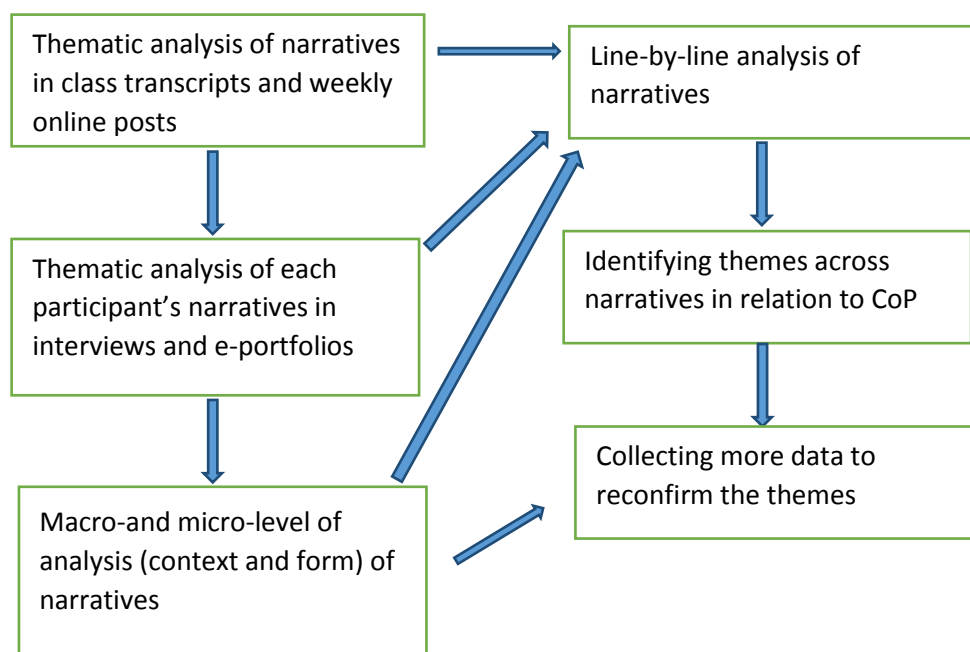 Thematic analysis of narratives
in class transcripts and weekly
online posts
Line-by-line analysis of
narratives
Thematic analysis of each
participant’s narratives in
interviews and e-portfolios
Identifying themes across
narratives in relation to CoP
Macro-and micro-level of
analysis (context and form) of
narratives
Collecting more data to
reconfirm the themes